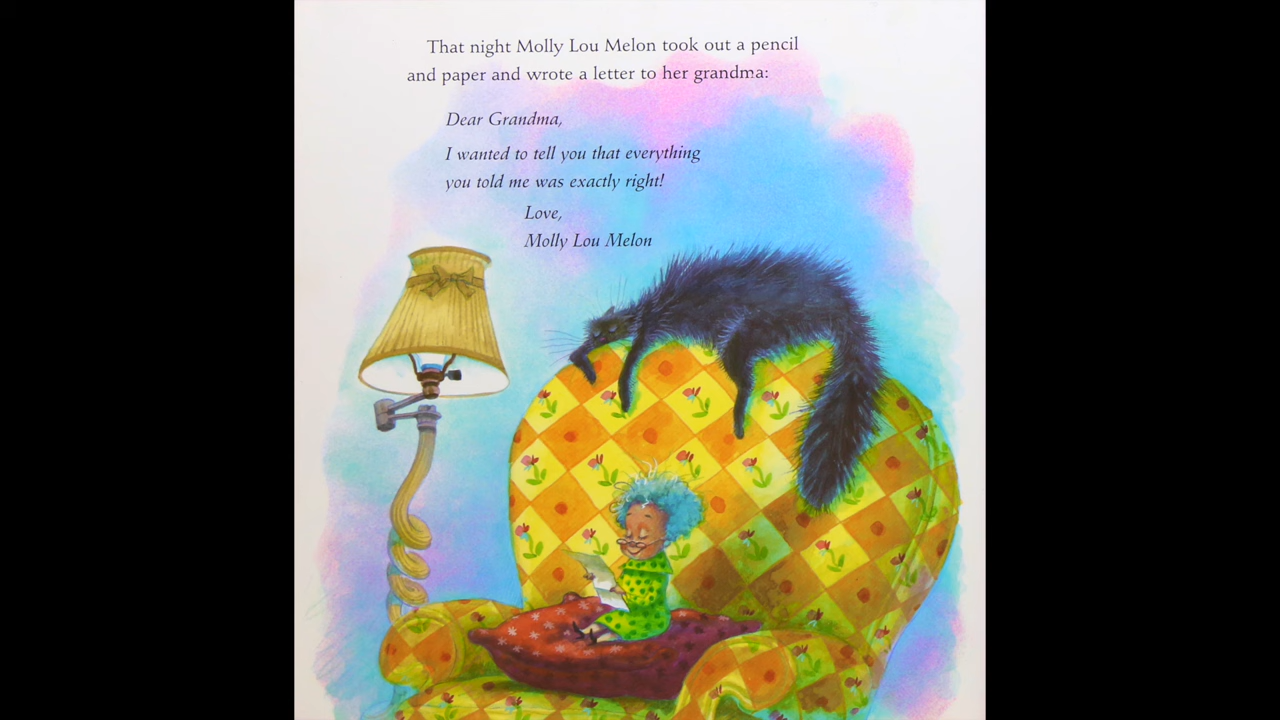 That night Molly Lou Melon took out a pencil
and paper and wrote a letter to her grandma:
Dear Grandma,
I wanted to tell you that everything
you told me was exactly right!
Love,
Molly Lou Melon